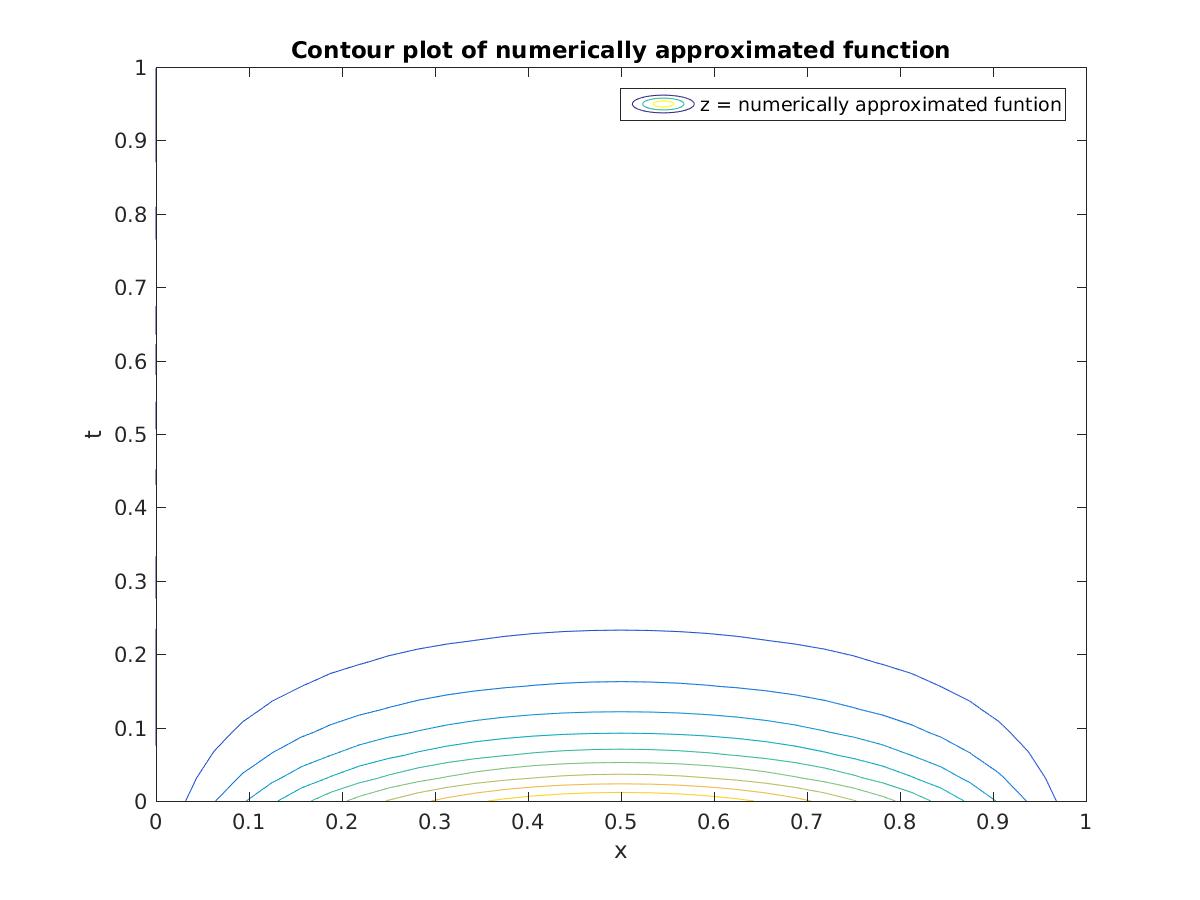 Contour plot of numerically approximated function
z = numerically approximated funtion
1
0.9
0.8
0.7
0.6
0.5
0.4
0.3
0.2
0.1
0
t
0 0.1 0.2 0.3 0.4 0.5 0.6 0.7 0.8 0.9 1
x